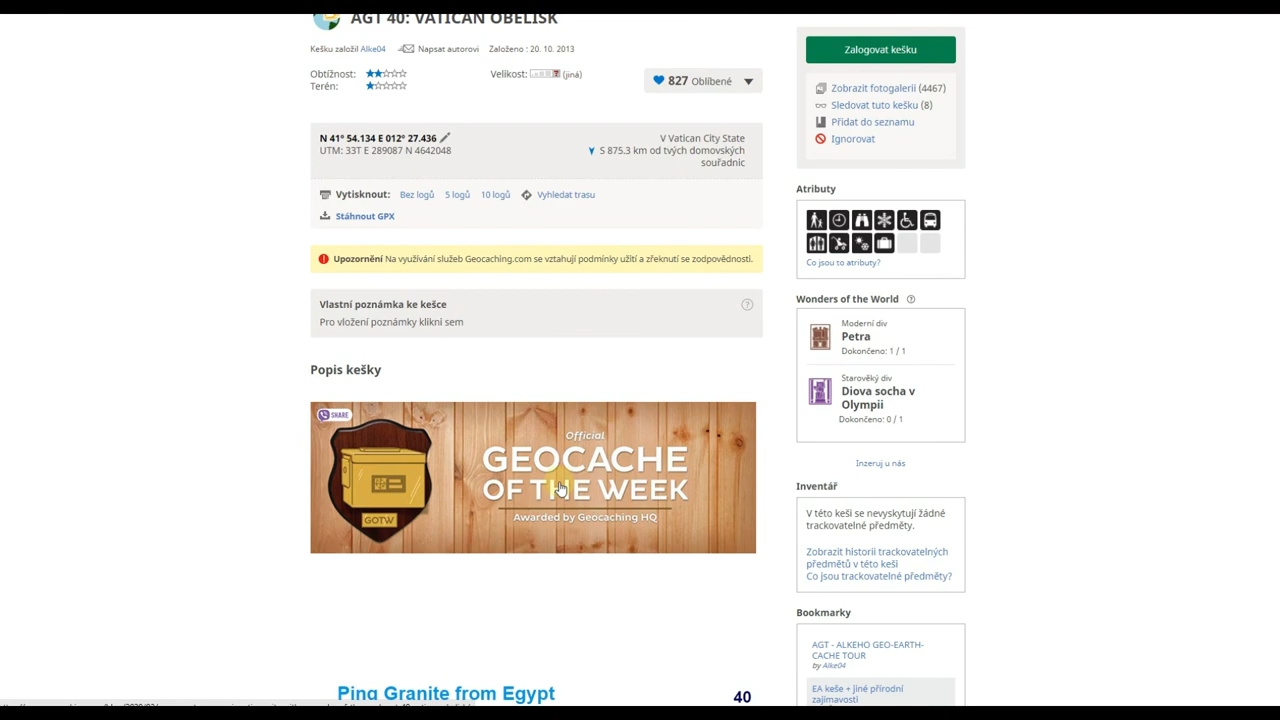 AGT 40: VATICAN OBELISK
Kešku založil Alke04 Napsat autorovi Založeno : 20. 10. 2013
Obtížnost: Velikost: (jiná)
Terén:
827 Oblíbené
N 41° 54.134 E 012° 27.436
UTM: 33T E 289087 N 4642048
V Vatican City State
S 875.3 km od tvých domovských
souřadnic
Vytisknout: Bez logů 5 logů 10 logů Vyhledat trasu
Stáhnout GPX
Upozornění Na využívání služeb Geocaching.com se vztahují podmínky užití a zřeknutí se zodpovědnosti.
Vlastní poznámka ke kešce
Pro vložení poznámky klikni sem
Popis kešky
SHARE
GOTW
Official
GEOCACHE
OF THE WEEK
Awarded by Geocaching HQ
Ping Granite from Egypt
40
Zalogovat kešku
Zobrazit fotogalerii (4467)
Sledovat tuto kešku (8)
Přidat do seznamu
Ignorovat
Atributy
Co jsou to atributy?
Wonders of the World
Moderní div
Petra
Dokončeno: 1 / 1
Starověký div
Diova socha v
Olympii
Dokončeno: 0 / 1
Inzeruj u nás
Inventář
V této keši se nevyskytují žádné
trackovatelné předměty.
Zobrazit historii trackovatelných
předmětů v této keši
Co jsou trackovatelné předměty?
Bookmarky
AGT - ALKEHO GEO-EARTH-
CACHE TOUR
by Alke04
EA keše + jiné přírodní
zajímavosti